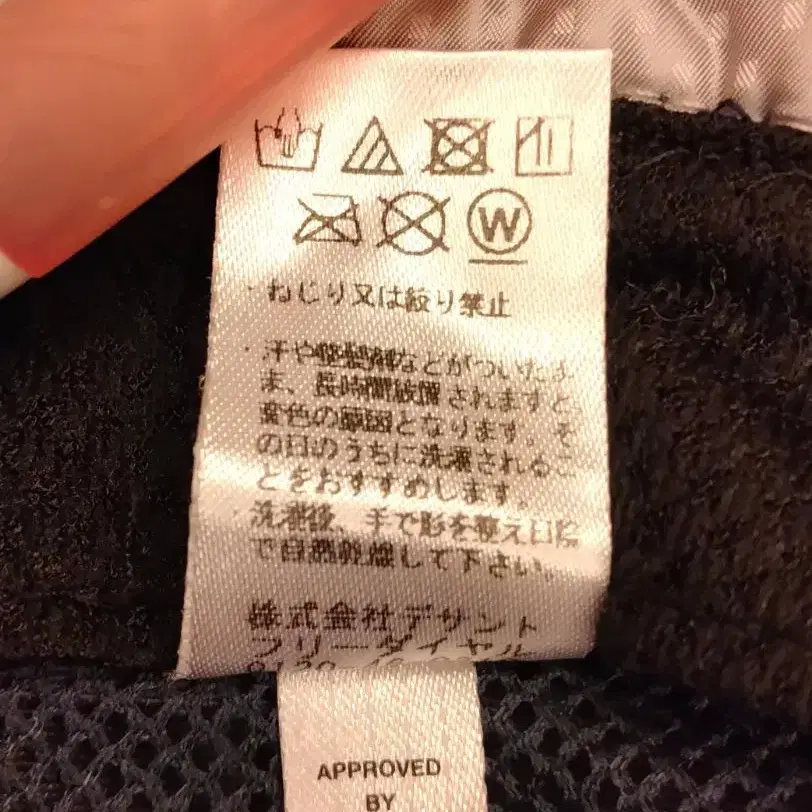 W
・ねじり又は絞り禁止
・汗や整髪剤などがついたま
ま、長時間放置されますと、
変色の原因となります。そ
の日のうちに洗濯されるこ
とをおすすめします。
・洗濯後、手で形を整え日陰
で自然乾燥して下さい。
株式会社デサント
フリーダイヤル
APPROVED
BY